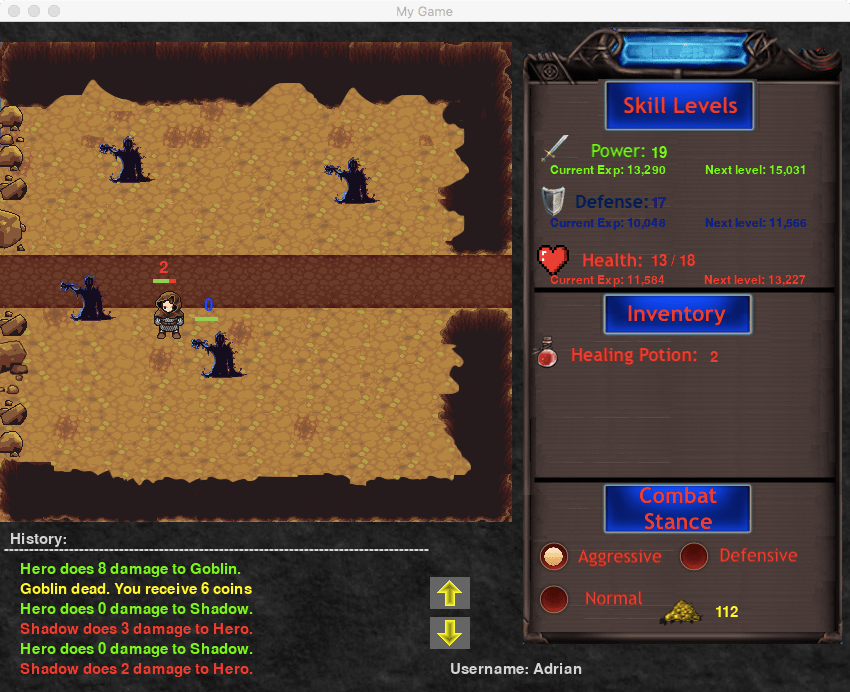 My Game
Skill Levels
Power: 19
Current Exp: 13,290 Next level: 15,031
Defense: 17
Current Exp: 10,048 Next level: 11,566
Health: 13 / 18
Current Exp: 11,584 Next level: 13,227
2
0
Inventory
Healing Potion: 2
Combat
Stance
Aggressive Defensive
Normal
112
History:
Hero does 8 damage to Goblin.
Goblin dead. You receive 6 coins
Hero does 0 damage to Shadow.
Shadow does 3 damage to Hero.
Hero does 0 damage to Shadow.
Shadow does 2 damage to Hero.
Username: Adrian